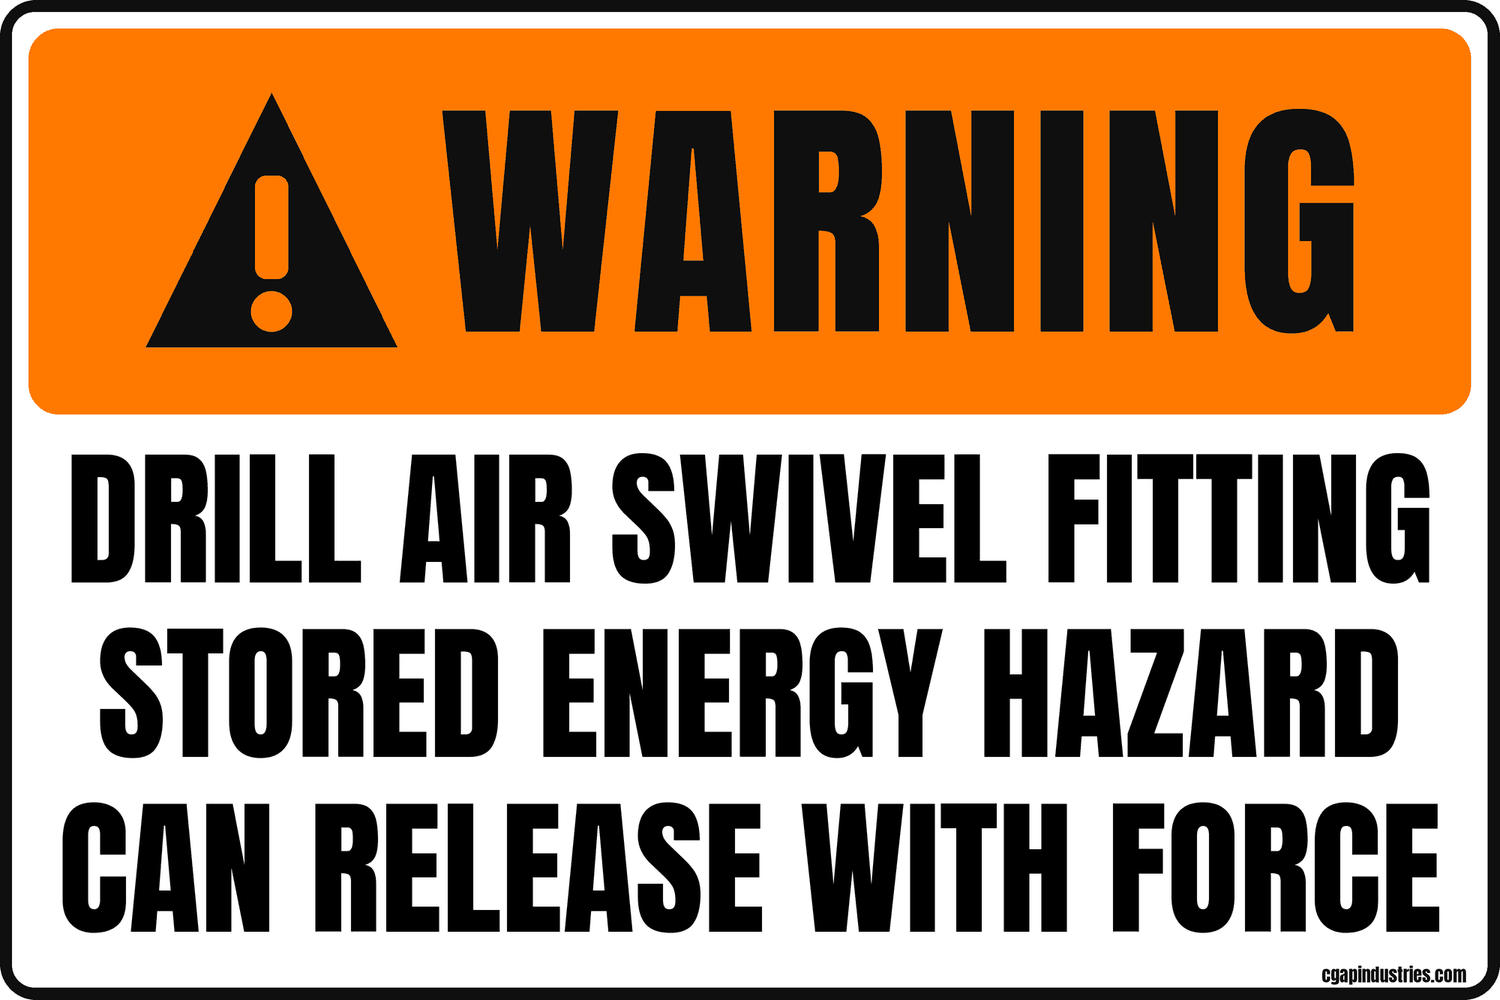 WARNING
DRILL AIR SWIVEL FITTING
STORED ENERGY HAZARD
CAN RELEASE WITH FORCE
cgapindustries.com